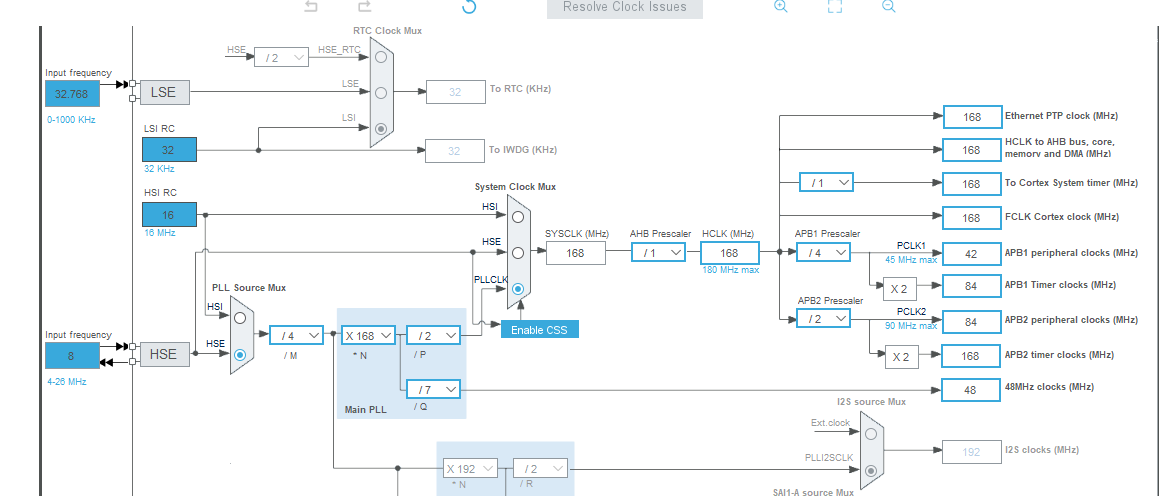 Resolve Clock Issues
RTC Clock Mux
HSE
/ 2
HSE_RTC
Input frequency
32.768
0-1000 KHz
LSE
LSE
32
To RTC (KHz)
LSI RC
LSI
32
32 KHz
32
To IWDG (KHz)
HSI RC
16
16 MHz
System Clock Mux
HSI
HSE
PLLCLK
SYSCLK (MHz)
168
AHB Prescaler
/ 1
HCLK (MHz)
168
180 MHz max
168
Ethernet PTP clock (MHz)
168
HCLK to AHB bus, core,
memory and DMA (MHz)
/ 1
168
To Cortex System timer (MHz)
168
FCLK Cortex clock (MHz)
APB1 Prescaler
/ 4
PCLK1
45 MHz max
42
APB1 peripheral clocks (MHz)
X 2
84
APB1 Timer clocks (MHz)
APB2 Prescaler
/ 2
PCLK2
90 MHz max
84
APB2 peripheral clocks (MHz)
X 2
168
APB2 timer clocks (MHz)
PLL Source Mux
HSI
HSE
Input frequency
8
4-26 MHz
HSE
/ 4
/ M
X 168
* N
/ 2
/ P
/ 7
/ Q
Main PLL
Enable CSS
48
48MHz clocks (MHz)
I2S source Mux
Ext.clock
PLLI2SCLK
192
I2S clocks (MHz)
X 192
* N
/ 2
/ R
SAI1-A source Mux